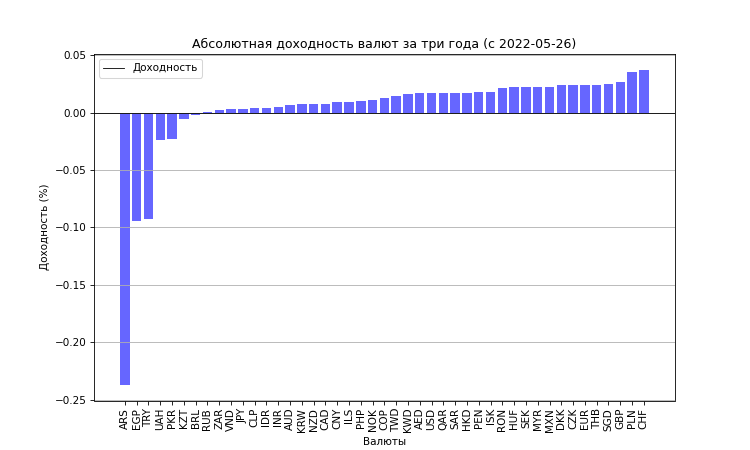 Абсолютная доходность валют за три года (с 2022-05-26)
Доходность
Доходность (%)
0.05
0.00
−0.05
−0.10
−0.15
−0.20
−0.25
ARS EGP TRY UAH PKR KZT BRL RUB ZAR VND JPY CLP IDR INR AUD KRW NZD CAD CNY ILS PHP NOK COP TWD KWD AED USD QAR SAR HKD PEN ISK RON HUF SEK MYR MXN DKK CZK EUR THB SGD GBP PLN CHF
Валюты